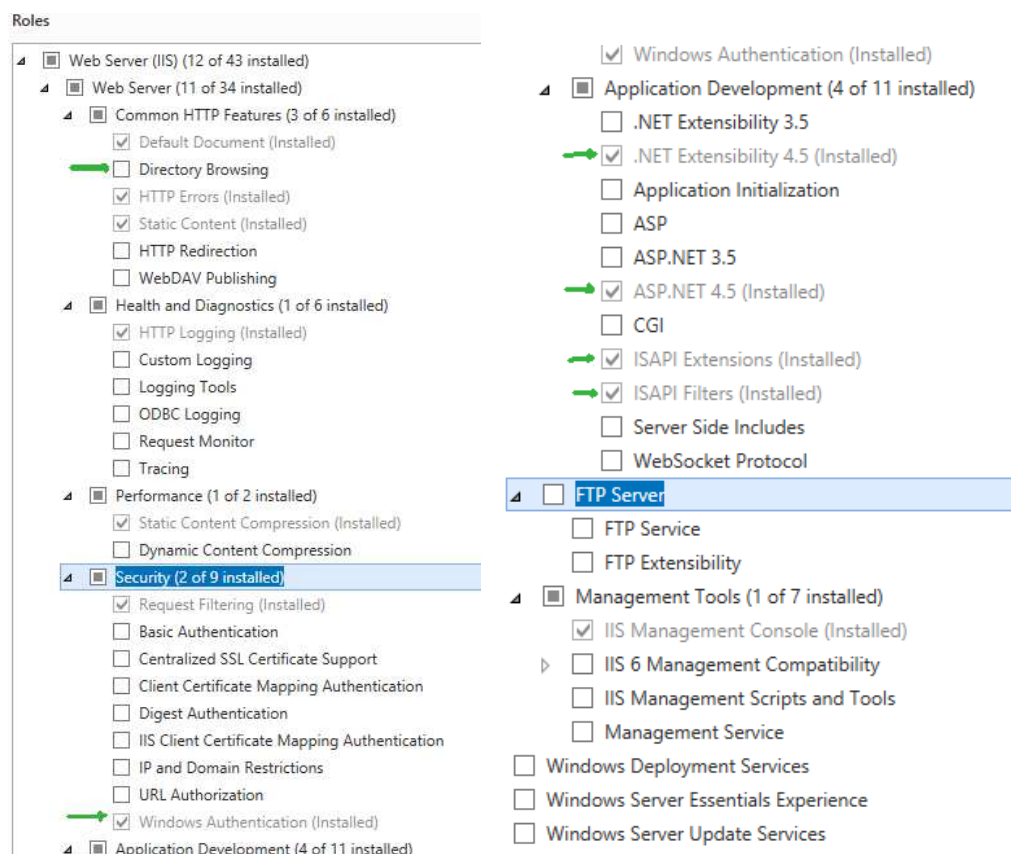 Roles
Web Server (IIS) (12 of 43 installed)
Web Server (11 of 34 installed)
Common HTTP Features (3 of 6 installed)
Default Document (Installed)
Directory Browsing
HTTP Errors (Installed)
Static Content (Installed)
HTTP Redirection
WebDAV Publishing
Health and Diagnostics (1 of 6 installed)
HTTP Logging (Installed)
Custom Logging
Logging Tools
ODBC Logging
Request Monitor
Tracing
Performance (1 of 2 installed)
Static Content Compression (Installed)
Dynamic Content Compression
Security (2 of 9 installed)
Request Filtering (Installed)
Basic Authentication
Centralized SSL Certificate Support
Client Certificate Mapping Authentication
Digest Authentication
IIS Client Certificate Mapping Authentication
IP and Domain Restrictions
URL Authorization
Windows Authentication (Installed)
Application Development (4 of 11 installed)
Windows Authentication (Installed)
Application Development (4 of 11 installed)
.NET Extensibility 3.5
.NET Extensibility 4.5 (Installed)
Application Initialization
ASP
ASP.NET 3.5
ASP.NET 4.5 (Installed)
CGI
ISAPI Extensions (Installed)
ISAPI Filters (Installed)
Server Side Includes
WebSocket Protocol
FTP Server
FTP Service
FTP Extensibility
Management Tools (1 of 7 installed)
IIS Management Console (Installed)
IIS 6 Management Compatibility
IIS Management Scripts and Tools
Management Service
Windows Deployment Services
Windows Server Essentials Experience
Windows Server Update Services